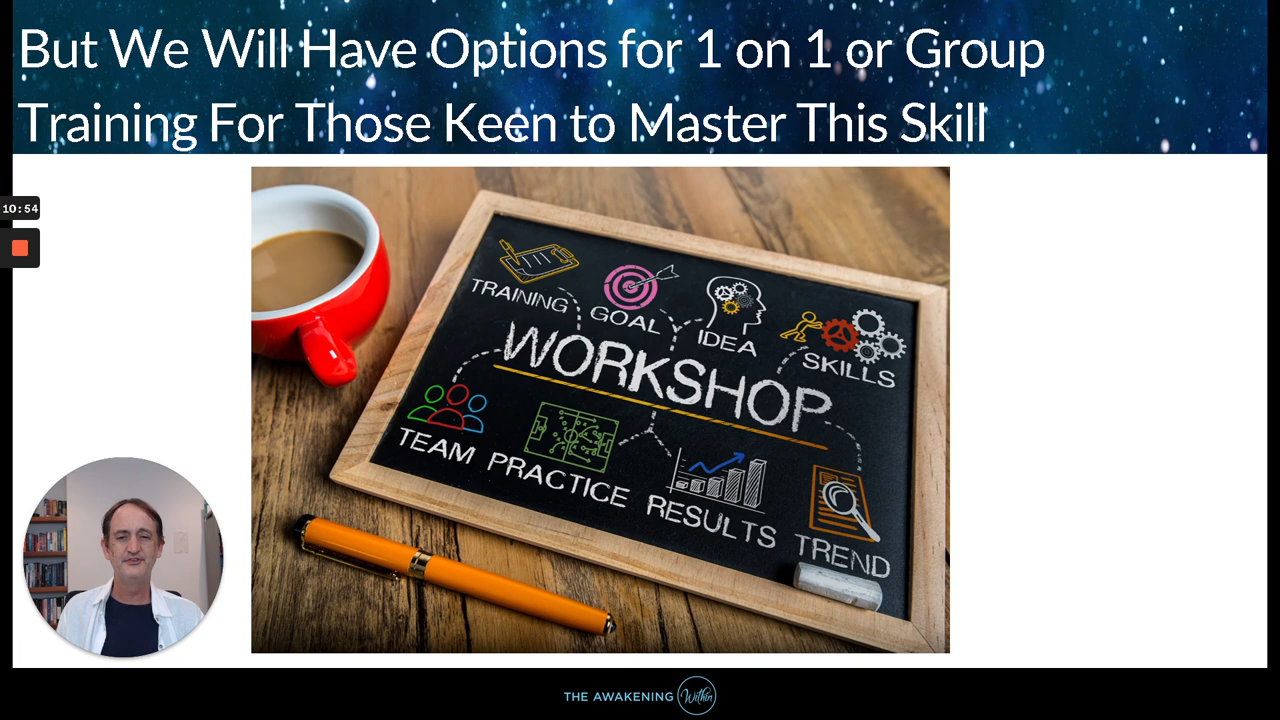 But We Will Have Options for 1 on 1 or Group
Training For Those Keen to Master This Skill
10:54
TRAINING
GOAL
IDEA
SKILLS
WORKSHOP
TEAM
PRACTICE
RESULTS
TREND
THE AWAKENING Within